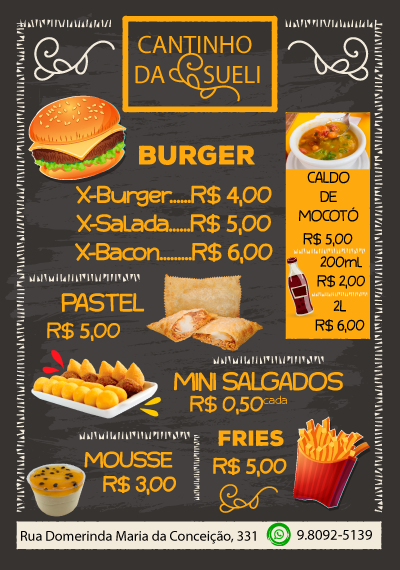 CANTINHO
DA SUELI
BURGER
X-Burger......R$ 4,00
X-Salada......R$ 5,00
X-Bacon.........R$ 6,00
CALDO
DE
MOCOTÓ
R$ 5,00
200mL
R$ 2,00
2L
R$ 6,00
PASTEL
R$ 5,00
MINI SALGADOS
R$ 0,50 cada
FRIES
R$ 5,00
MOUSSE
R$ 3,00
Rua Domerinda Maria da Conceição, 331 9.8092-5139